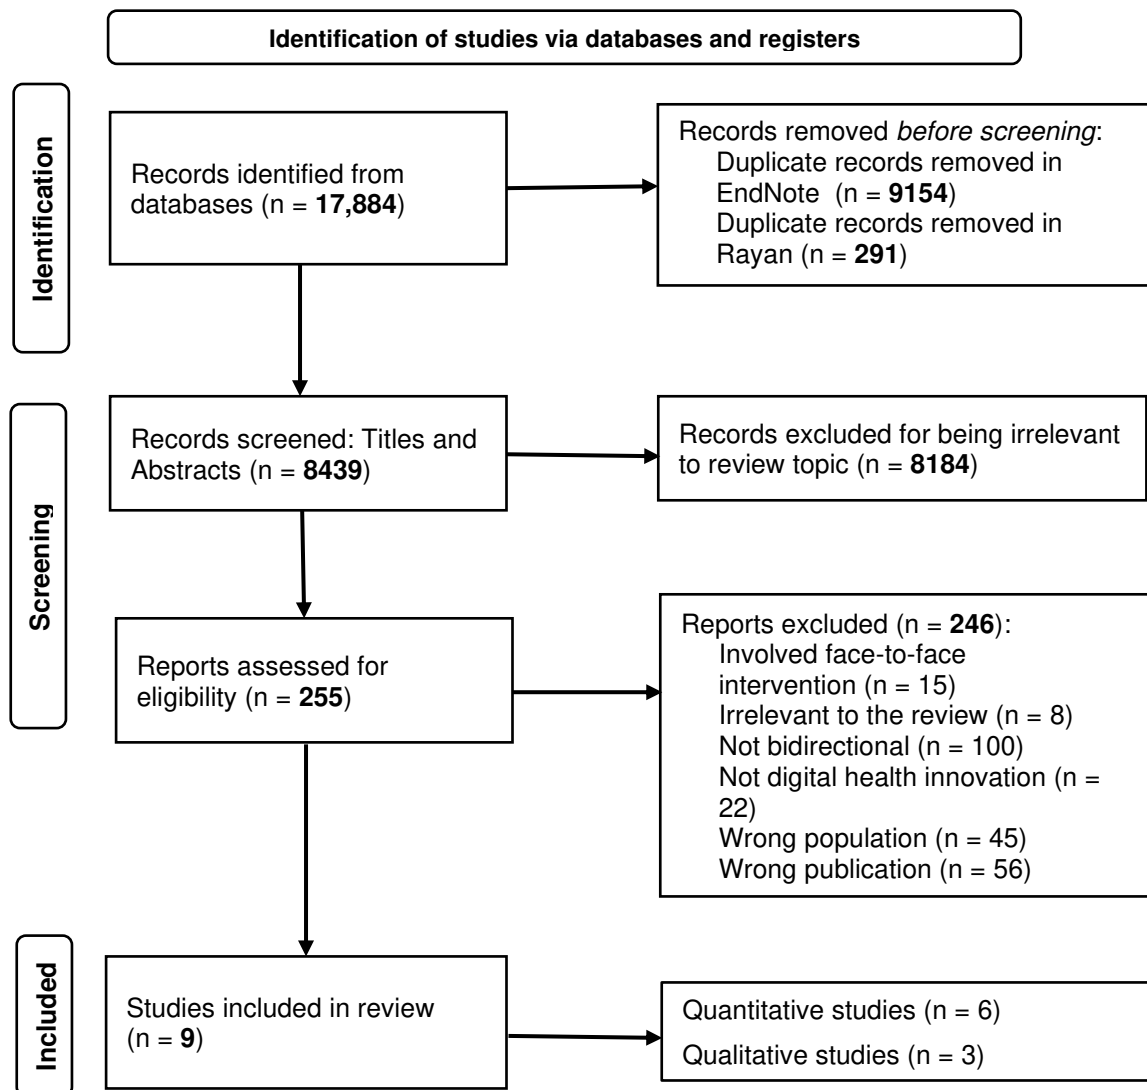 Identification of studies via databases and registers
Identification
Records identified from
databases (n = 17,884)
Records removed before screening:
Duplicate records removed in
EndNote  (n = 9154)
Duplicate records removed in
Rayan (n = 291)
Screening
Records screened: Titles and
Abstracts (n = 8439)
Records excluded for being irrelevant
to review topic (n = 8184)
Reports assessed for
eligibility (n = 255)
Reports excluded (n = 246):
Involved face-to-face
intervention (n = 15)
Irrelevant to the review (n = 8)
Not bidirectional (n = 100)
Not digital health innovation (n =
22)
Wrong population (n = 45)
Wrong publication (n = 56)
Included
Studies included in review
(n = 9)
Quantitative studies (n = 6)
Qualitative studies (n = 3)